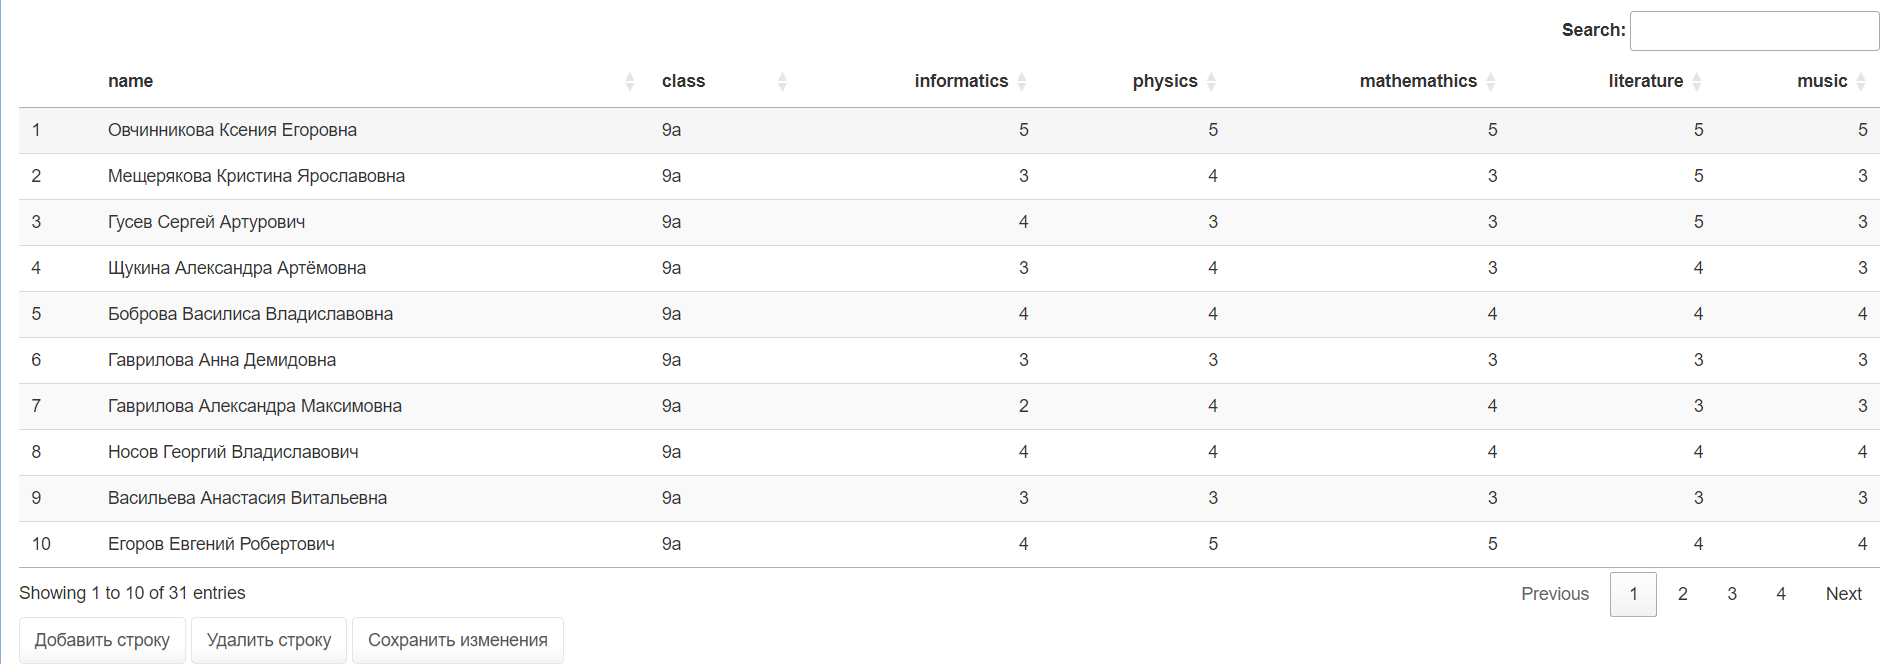 Search:
name class informatics physics mathemathics literature music
1 Овчинникова Ксения Егоровна 9а 5 5 5 5 5
2 Мещерякова Кристина Ярославовна 9а 3 4 3 5 3
3 Гусев Сергей Артурович 9а 4 3 3 5 3
4 Щукина Александра Артёмовна 9а 3 4 3 4 3
5 Боброва Василиса Владиславовна 9а 4 4 4 4 4
6 Гаврилова Анна Демидовна 9а 3 3 3 3 3
7 Гаврилова Александра Максимовна 9а 2 4 4 3 3
8 Носов Георгий Владиславович 9а 4 4 4 4 4
9 Васильева Анастасия Витальевна 9а 3 3 3 3 3
10 Егоров Евгений Робертович 9а 4 5 5 4 4
Showing 1 to 10 of 31 entries Previous 1 2 3 4 Next
Добавить строку Удалить строку Сохранить изменения